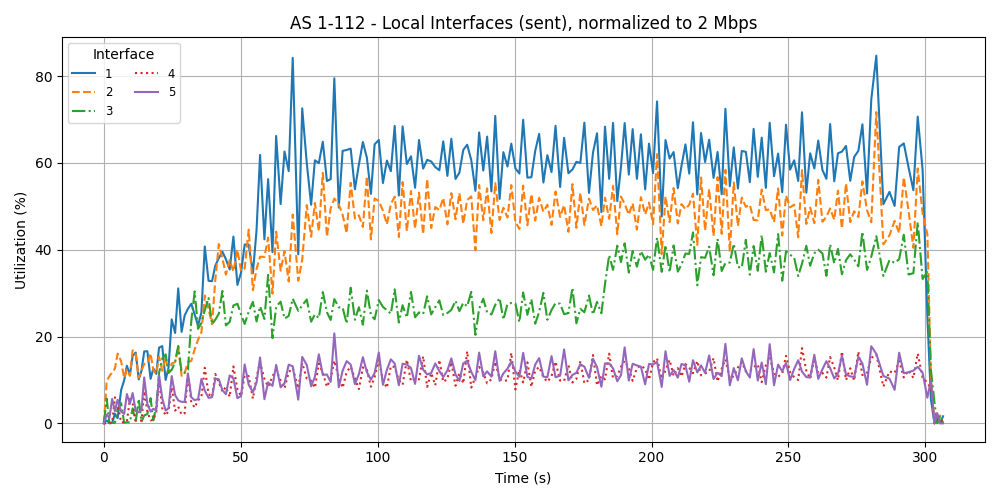 AS 1-112 - Local Interfaces (sent), normalized to 2 Mbps
Interface
1
2
3
4
5
80
60
40
20
0
Utilization (%)
0 50 100 150 200 250 300
Time (s)